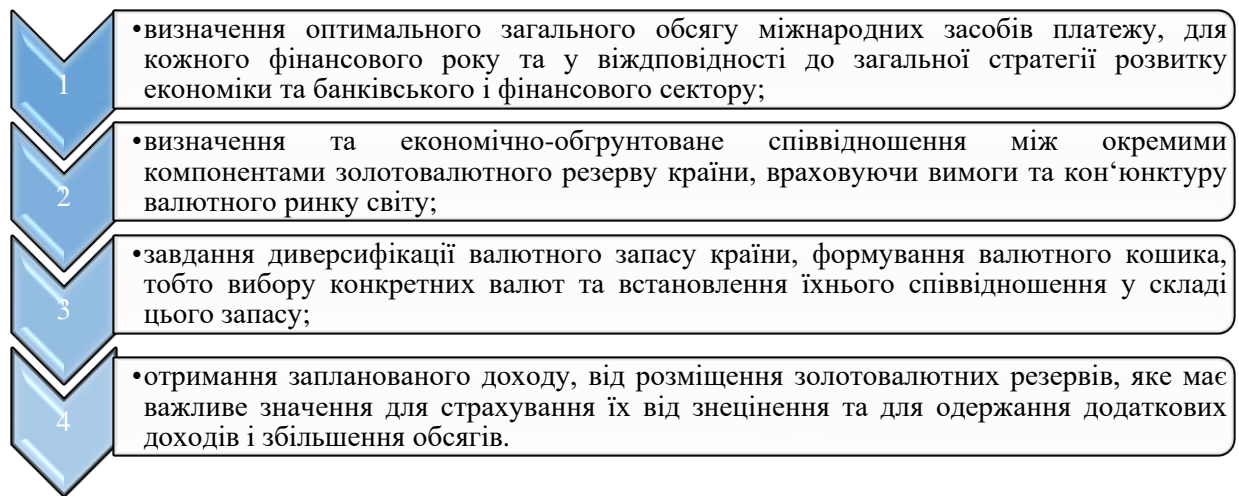 1
•визначення оптимального загального обсягу міжнародних засобів платежу, для
кожного фінансового року та у віждповідності до загальної стратегії розвитку
економіки та банківського і фінансового сектору;
2
•визначення та економічно-обгрунтоване співвідношення між окремими
компонентами золотовалютного резерву країни, враховуючи вимоги та кон‘юнктуру
валютного ринку світу;
3
•завдання диверсифікації валютного запасу країни, формування валютного кошика,
тобто вибору конкретних валют та встановлення їхнього співвідношення у складі
цього запасу;
4
•отримання запланованого доходу, від розміщення золотовалютних резервів, яке має
важливе значення для страхування їх від знецінення та для одержання додаткових
доходів і збільшення обсягів.